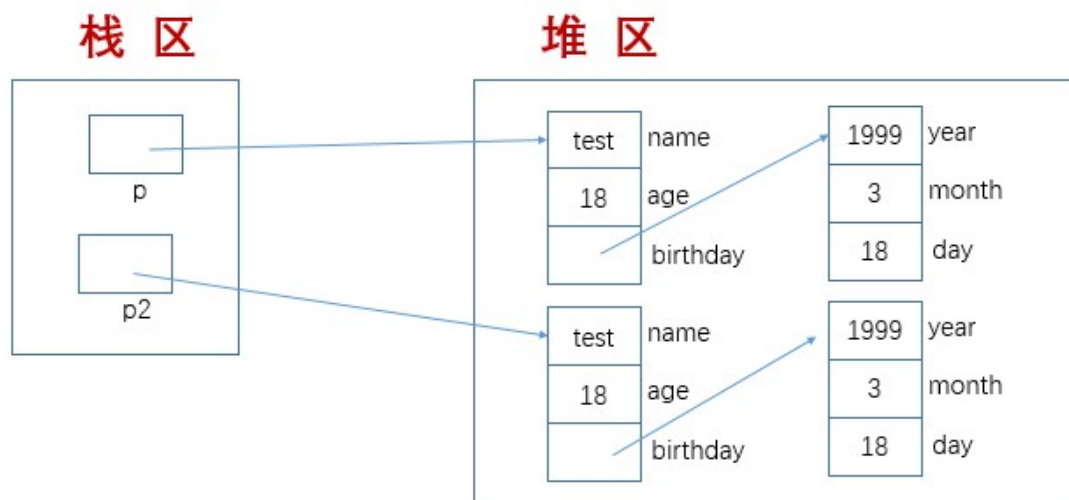 栈 区
堆 区
p
p2
test name
18 age
birthday
1999 year
3 month
18 day
test name
18 age
birthday
1999 year
3 month
18 day